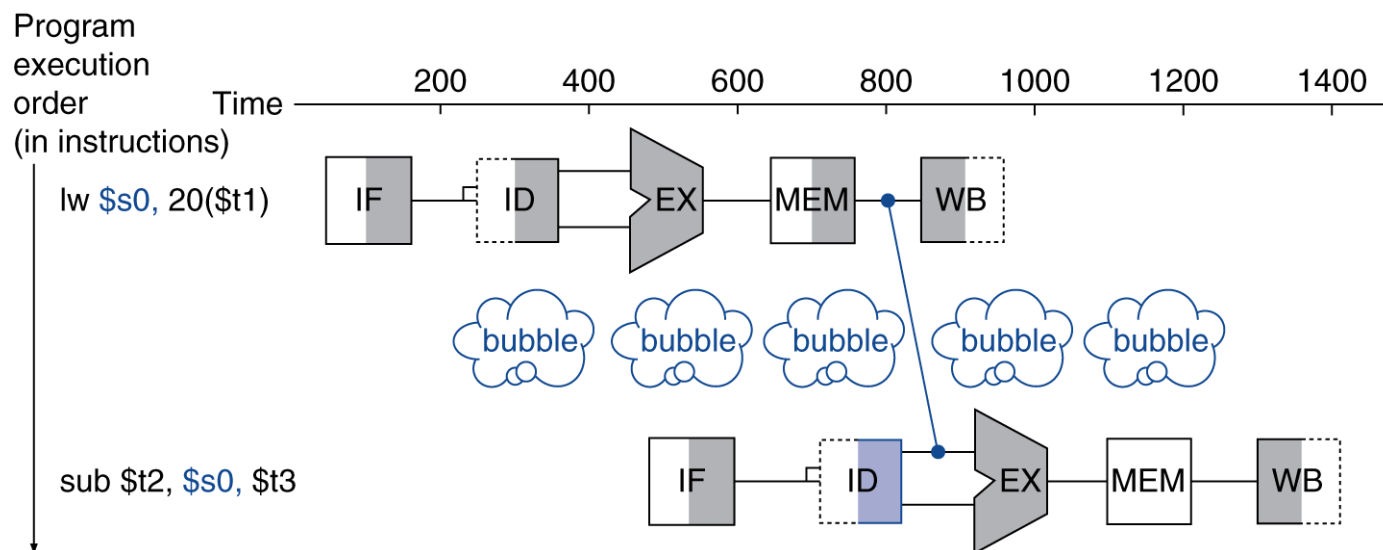 Program
execution
order
(in instructions)
Time
200 400 600 800 1000 1200 1400
lw $s0, 20($t1)
IF ID EX MEM WB
bubble bubble bubble bubble bubble
sub $t2, $s0, $t3
IF ID EX MEM WB